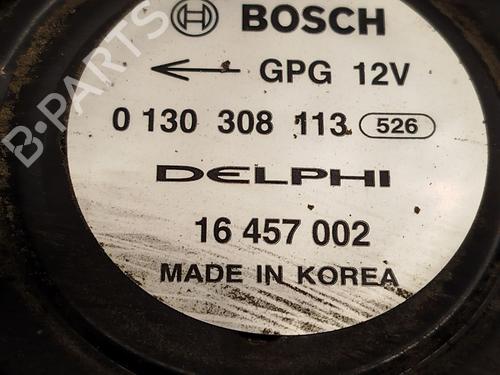 BOSCH
← GPG 12V
0 130 308 113 526
DELPHI
16 457 002
MADE IN KOREA
B-PARTS